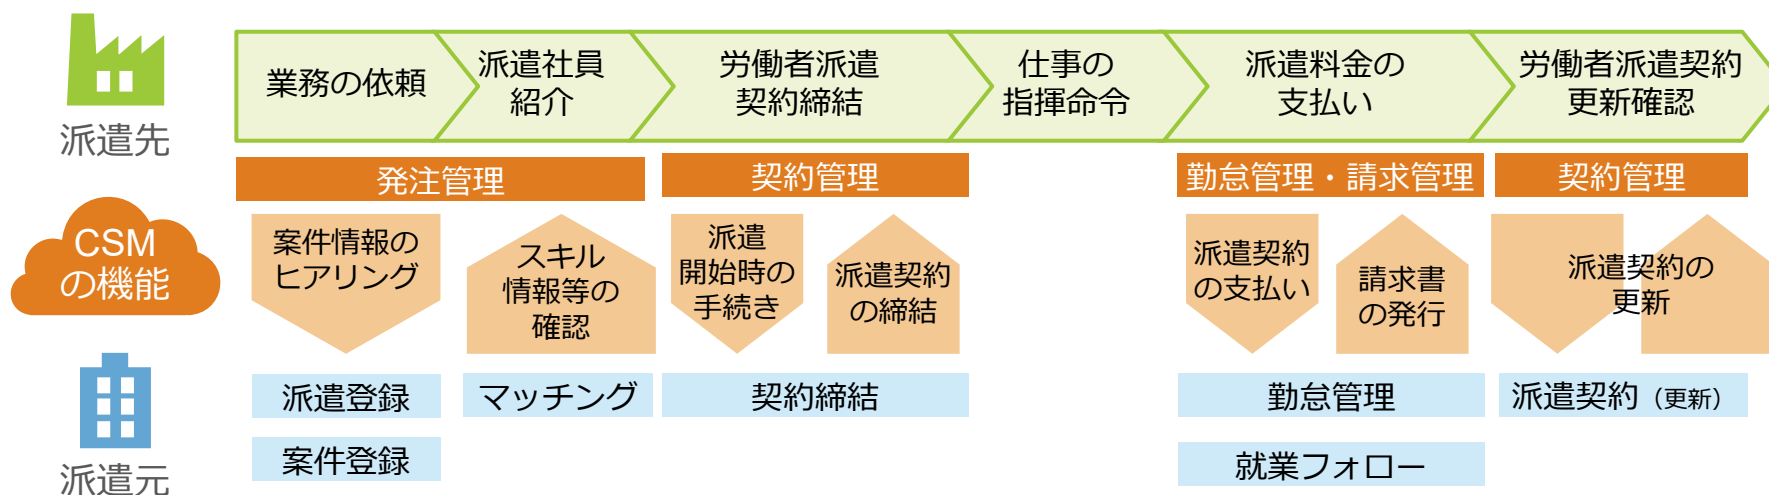 派遣先
業務の依頼
派遣社員
紹介
労働者派遣
契約締結
仕事の
指揮命令
派遣料金の
支払い
労働者派遣契約
更新確認
発注管理
契約管理
勤怠管理・請求管理
契約管理
CSM
の機能
案件情報の
ヒアリング
スキル
情報等の
確認
派遣
開始時の
手続き
派遣契約
の締結
派遣契約
の支払い
請求書
の発行
派遣契約の
更新
派遣元
派遣登録
マッチング
契約締結
勤怠管理
派遣契約（更新）
案件登録
就業フォロー